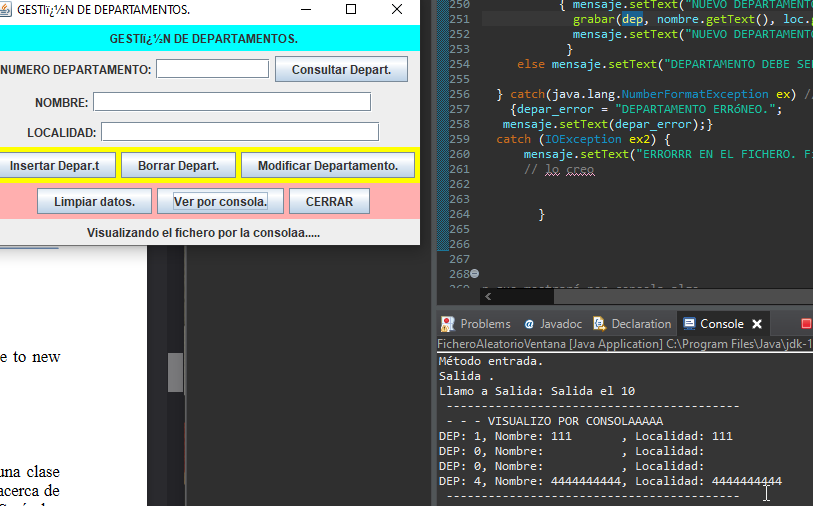 GESTIï¿½N DE DEPARTAMENTOS.
GESTIï¿½N DE DEPARTAMENTOS.
NUMERO DEPARTAMENTO:
Consultar Depart.
NOMBRE:
LOCALIDAD:
Insertar Depar.t
Borrar Depart.
Modificar Departamento.
Limpiar datos.
Ver por consola.
CERRAR
Visualizando el fichero por la consolaa.....
e to new
una clase
acerca de
250 { mensaje.setText("NUEVO DEPARTAMENTO
251 grabar(dep, nombre.getText(), loc.g
252 mensaje.setText("NUEVO DEPARTAMENTO
253 }
254 else mensaje.setText("DEPARTAMENTO DEBE SER
255
256 } catch(java.lang.NumberFormatException ex) //
257 {depar_error = "DEPARTAMENTO ERRóNEO.";
258 mensaje.setText(depar_error);}
259 catch (IOException ex2) {
260 mensaje.setText("ERRORRR EN EL FICHERO. Fi
261 // lo creo
262
263
264 }
265
266
267
268
Problems
Javadoc
Declaration
Console
FicheroAleatorioVentana [Java Application] C:\Program Files\Java\jdk-1
Método entrada.
Salida .
Llamo a Salida: Salida el 10
----------------------------------------
- - - VISUALIZO POR CONSOLAAAAA
DEP: 1, Nombre: 111 , Localidad: 111
DEP: 0, Nombre: , Localidad:
DEP: 0, Nombre: , Localidad:
DEP: 4, Nombre: 4444444444, Localidad: 4444444444
----------------------------------------